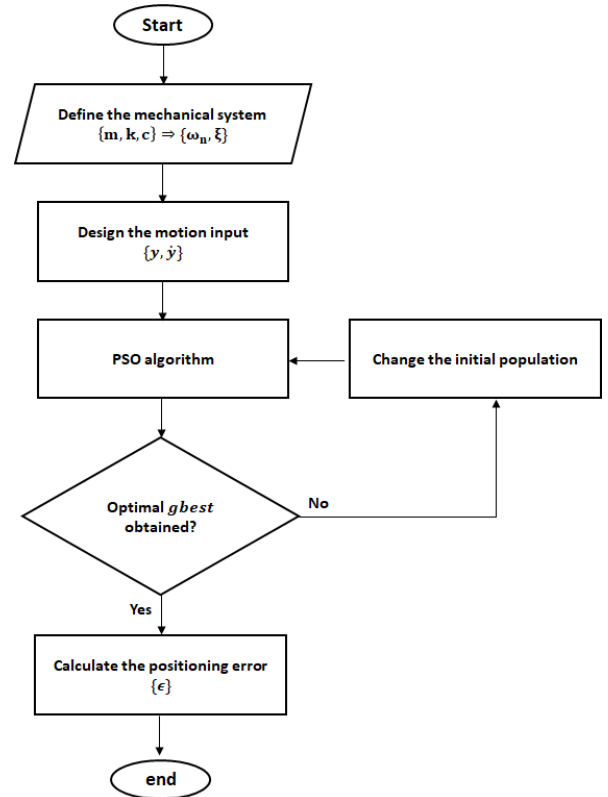 Start
Define the mechanical system
{m, k, c} ⇒ {ωₙ, ξ}
Design the motion input
{y, ẏ}
PSO algorithm
Change the initial population
Optimal gbest
obtained?
No
Yes
Calculate the positioning error
{ϵ}
end